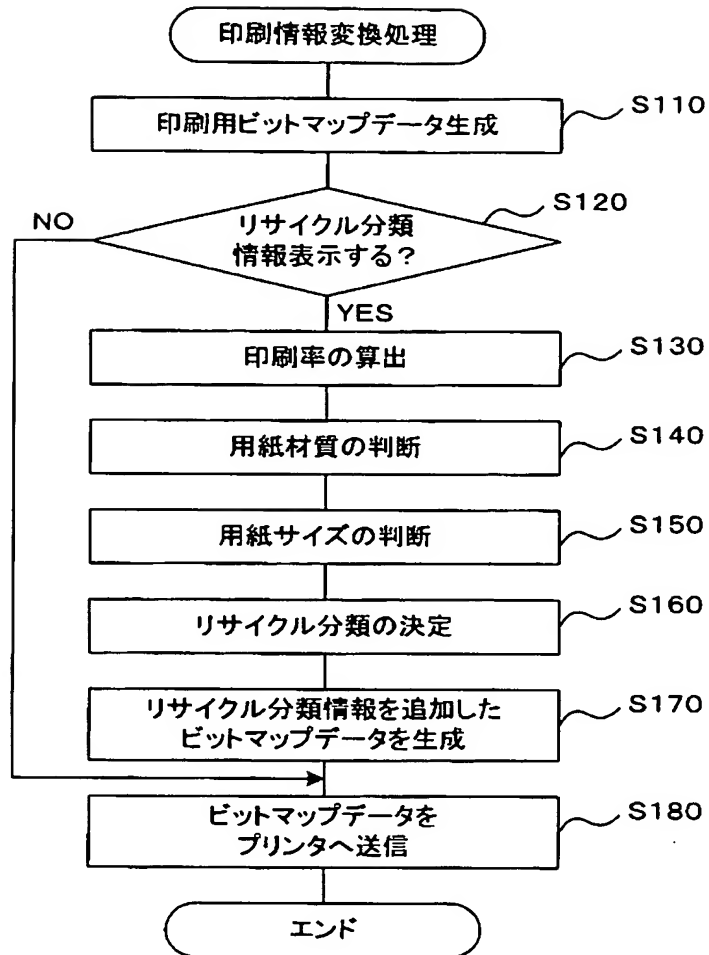 印刷情報変換処理
S110
印刷用ビットマップデータ生成
S120
NO
リサイクル分類
情報表示する?
YES
S130
印刷率の算出
S140
用紙材質の判断
S150
用紙サイズの判断
S160
リサイクル分類の決定
S170
リサイクル分類情報を追加した
ビットマップデータを生成
S180
ビットマップデータを
プリンタへ送信
エンド